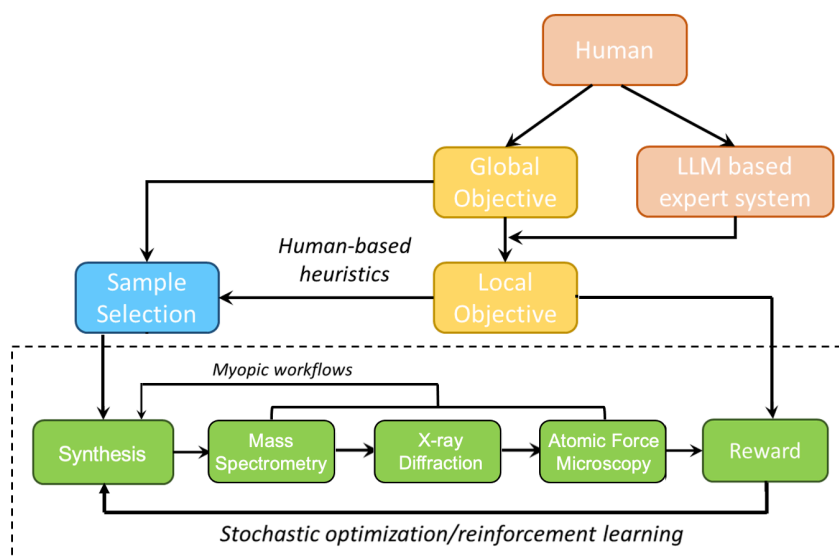 Human
Global
Objective
LLM based
expert system
Human-based
heuristics
Sample
Selection
Local
Objective
Myopic workflows
Synthesis
Mass
Spectrometry
X-ray
Diffraction
Atomic Force
Microscopy
Reward
Stochastic optimization/reinforcement learning